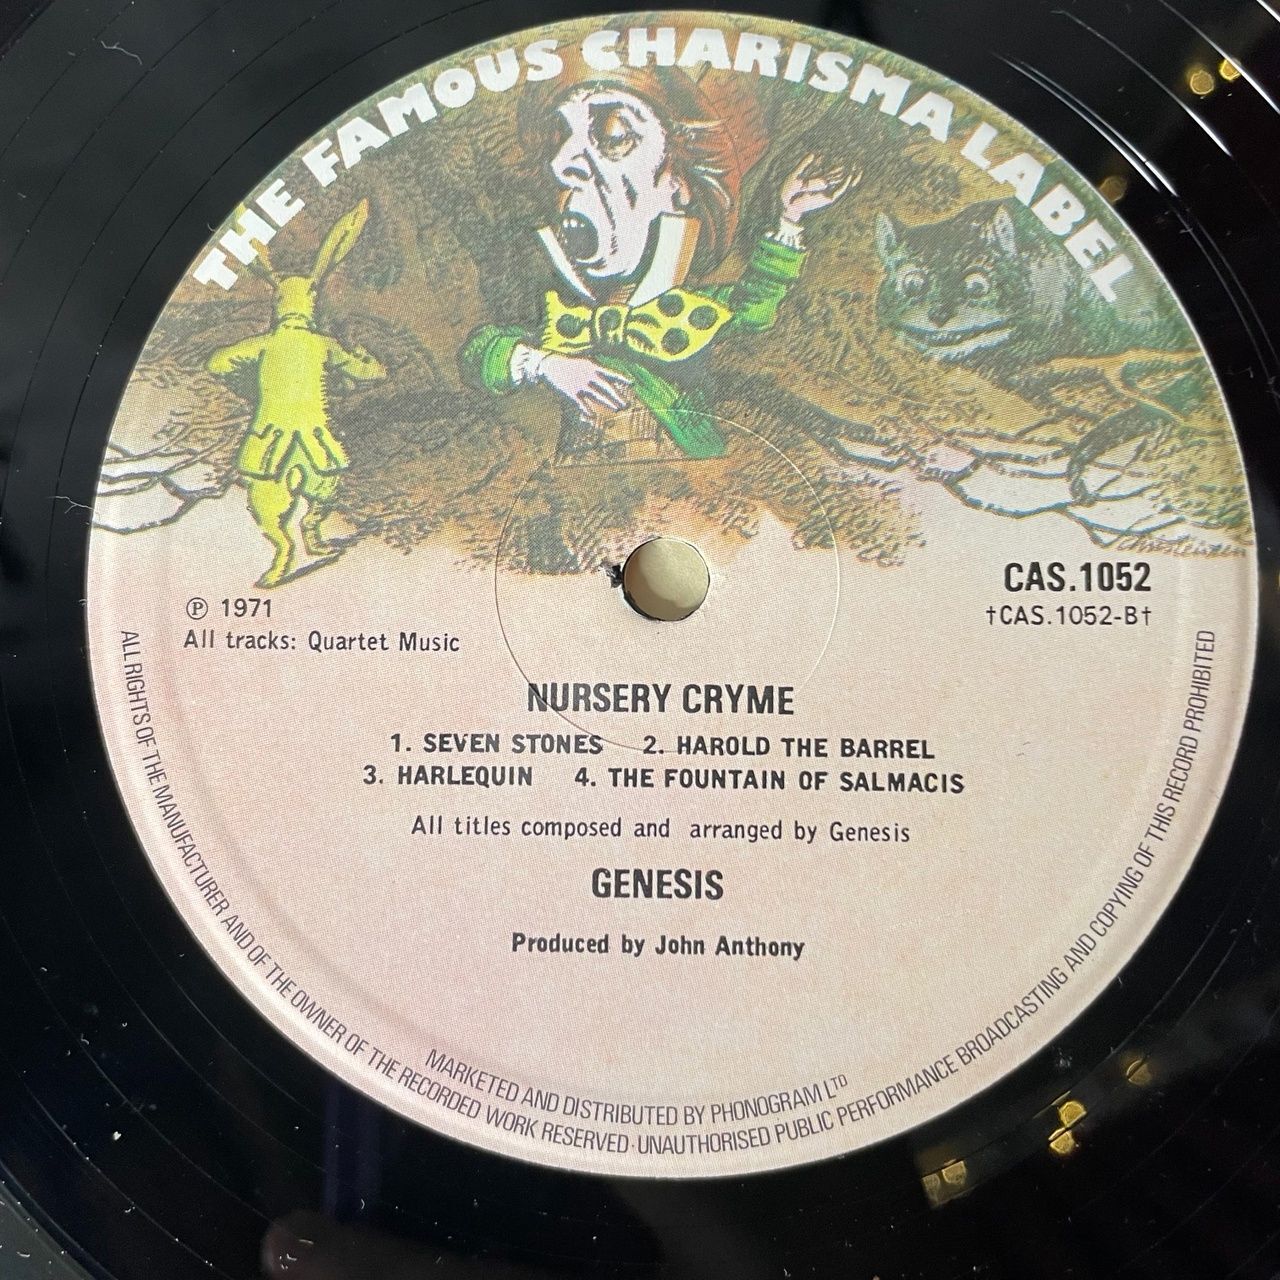 THE FAMOUS CHARISMA LABEL
CAS.1052
†CAS.1052-B†
Ⓟ 1971
All tracks: Quartet Music
NURSERY CRYME
1. SEVEN STONES 2. HAROLD THE BARREL
3. HARLEQUIN 4. THE FOUNTAIN OF SALMACIS
All titles composed and arranged by Genesis
GENESIS
Produced by John Anthony
MARKETED AND DISTRIBUTED BY PHONOGRAM LTD
ALL RIGHTS OF THE MANUFACTURER AND OF THE OWNER OF THE RECORDED WORK RESERVED · UNAUTHORISED PUBLIC PERFORMANCE BROADCASTING AND COPYING OF THIS RECORD PROHIBITED